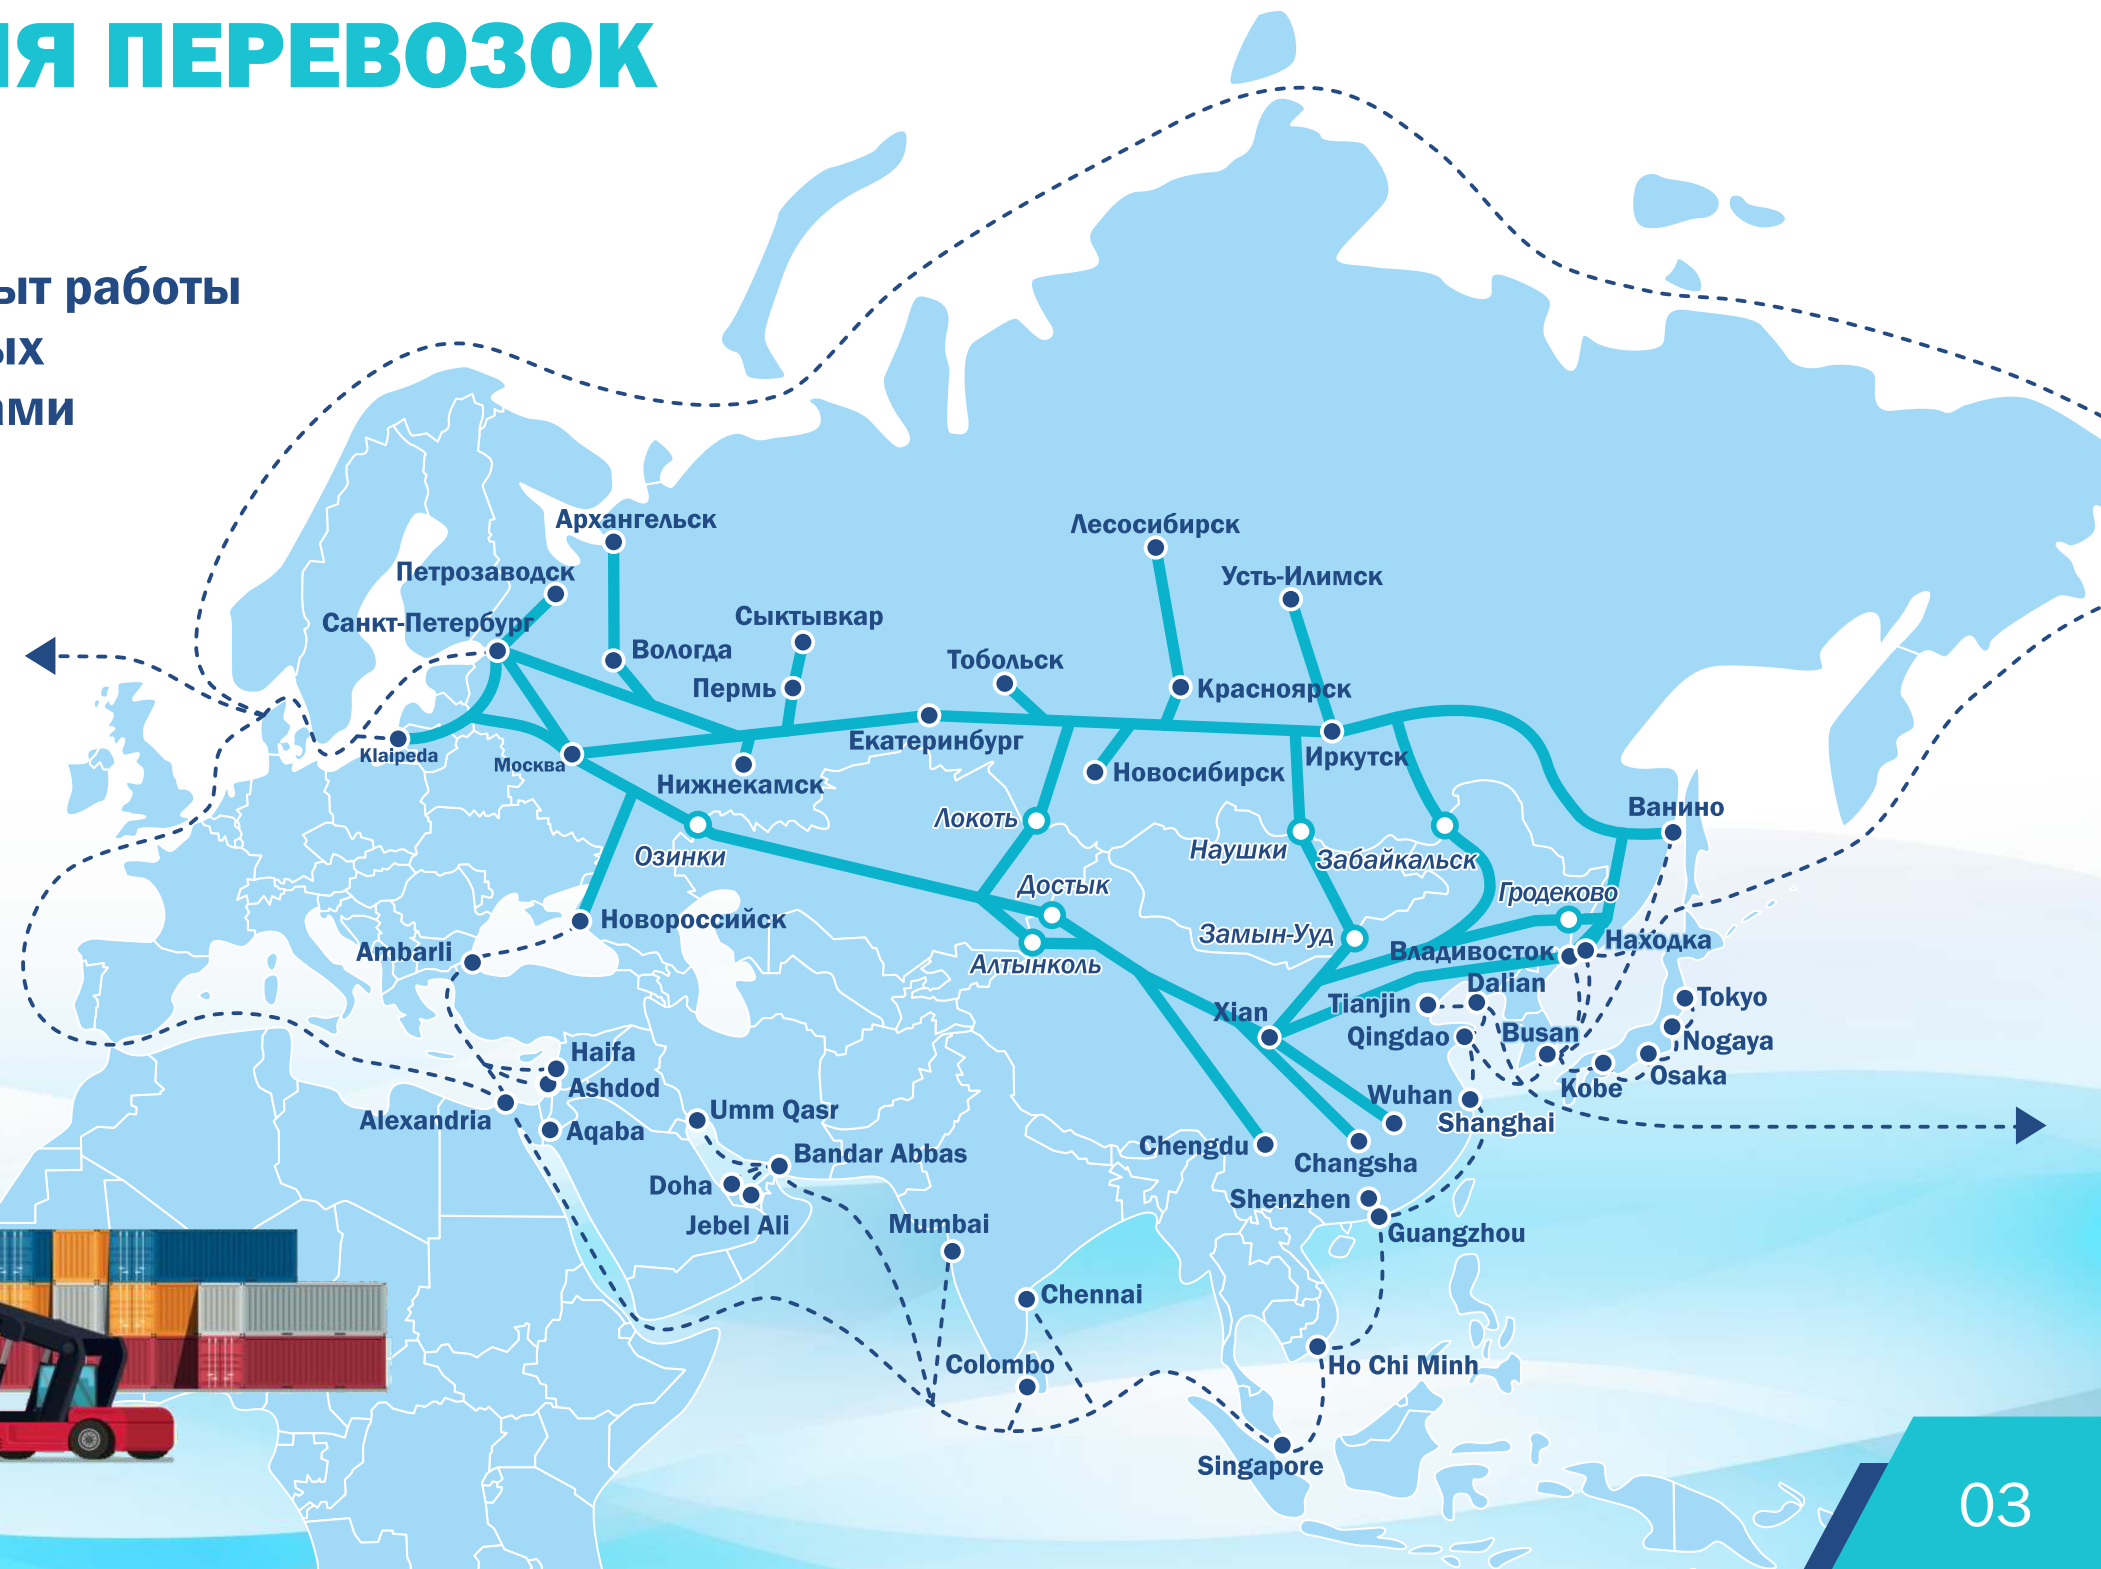 ИЯ ПЕРЕВОЗОК
ыт работы
ых
ами
Архангельск
Лесосибирск
Петрозаводск
Усть-Илимск
Санкт-Петербург
Сыктывкар
Вологда
Тобольск
Пермь
Красноярск
Екатеринбург
Klaipeda
Москва
Иркутск
Нижнекамск
Новосибирск
Ванино
Локоть
Озинки
Наушки
Забайкальск
Достык
Гродеково
Новороссийск
Замын-Ууд
Находка
Ambarli
Владивосток
Алтынколь
Dalian
Tokyo
Xian
Tianjin
Qingdao
Busan
Nogaya
Haifa
Osaka
Ashdod
Kobe
Wuhan
Umm Qasr
Alexandria
Shanghai
Aqaba
Chengdu
Bandar Abbas
Changsha
Doha
Shenzhen
Jebel Ali
Mumbai
Guangzhou
Chennai
Colombo
Ho Chi Minh
Singapore
03